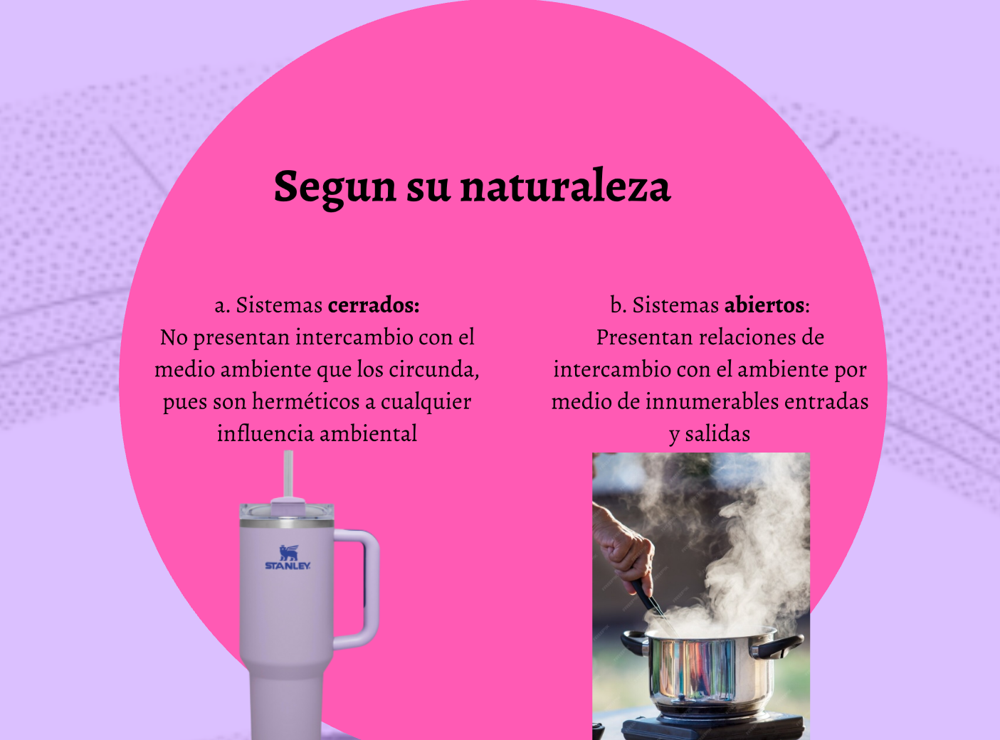 Segun su naturaleza
a. Sistemas cerrados:
No presentan intercambio con el
medio ambiente que los circunda,
pues son herméticos a cualquier
influencia ambiental
b. Sistemas abiertos:
Presentan relaciones de
intercambio con el ambiente por
medio de innumerables entradas
y salidas
STANLEY